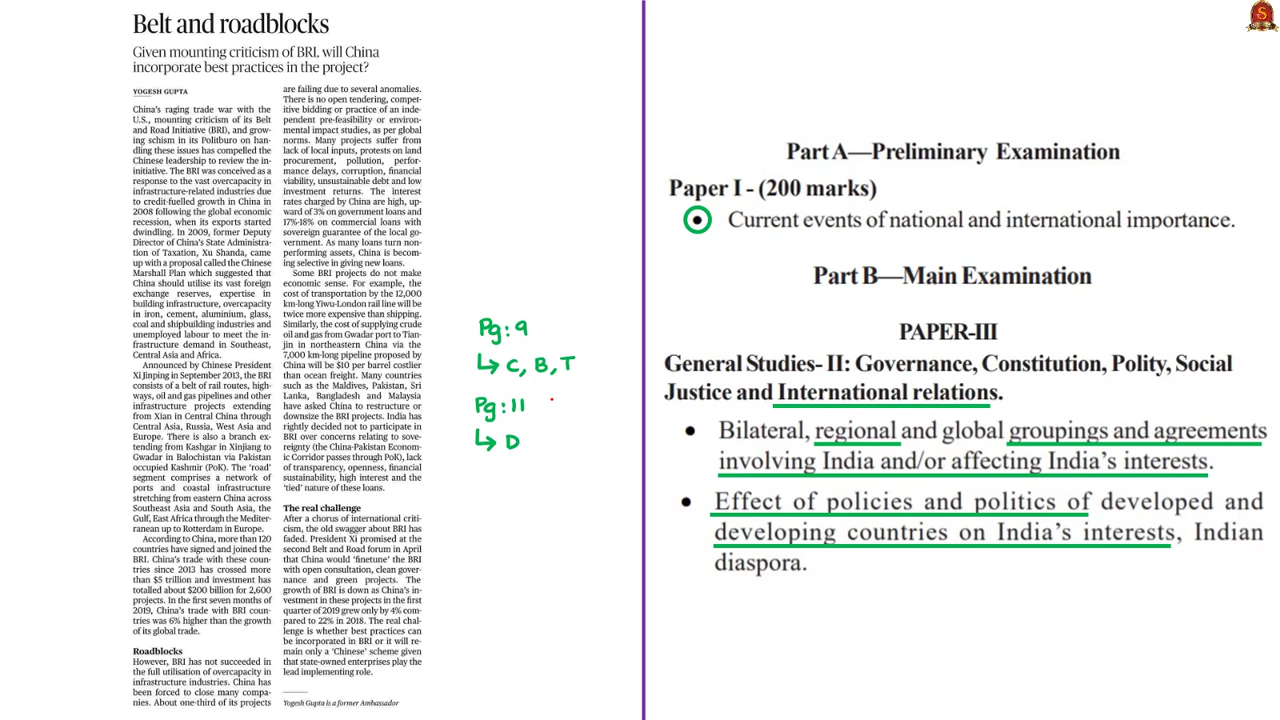 Belt and roadblocks
Given mounting criticism of BRI, will China
incorporate best practices in the project?
YOGESH GUPTA
China's raging trade war with the
U.S., mounting criticism of its Belt
and Road Initiative (BRI), and grow-
ing schism in its Politburo on han-
dling these issues has compelled the
Chinese leadership to review the in-
itiative. The BRI was conceived as a
response to the vast overcapacity in
infrastructure-related industries due
to credit-fuelled growth in China in
2008 following the global economic
recession, when its exports started
dwindling. In 2009, former Deputy
Director of China's State Administra-
tion of Taxation, Xu Shanda, came
up with a proposal called the Chinese
Marshall Plan which suggested that
China should utilise its vast foreign
exchange reserves, expertise in
building infrastructure, overcapacity
in iron, cement, aluminium, glass,
coal and shipbuilding industries and
unemployed labour to meet the in-
frastructure demand in Southeast,
Central Asia and Africa.
Announced by Chinese President
Xi Jinping in September 2013, the BRI
consists of a belt of rail routes, high-
ways, oil and gas pipelines and other
infrastructure projects extending
from Xian in Central China through
Central Asia, Russia, West Asia and
Europe. There is also a branch ex-
tending from Kashgar in Xinjiang to
Gwadar in Balochistan via Pakistan
occupied Kashmir (PoK). The 'road'
segment comprises a network of
ports and coastal infrastructure
stretching from eastern China across
Southeast Asia and South Asia, the
Gulf, East Africa through the Mediter-
ranean up to Rotterdam in Europe.
According to China, more than 120
countries have signed and joined the
BRI. China's trade with these coun-
tries since 2013 has crossed more
than $5 trillion and investment has
totalled about $200 billion for 2,600
projects. In the first seven months of
2019, China's trade with BRI coun-
tries was 6% higher than the growth
of its global trade.
Roadblocks
However, BRI has not succeeded in
the full utilisation of overcapacity in
infrastructure industries. China has
been forced to close many compa-
nies. About one-third of its projects
are failing due to several anomalies.
There is no open tendering, compet-
itive bidding or practice of an inde-
pendent pre-feasibility or environ-
mental impact studies, as per global
norms. Many projects suffer from
lack of local inputs, protests on land
procurement, pollution, perfor-
mance delays, corruption, financial
viability, unsustainable debt and low
investment returns. The interest
rates charged by China are high, up-
ward of 3% on government loans and
17%-18% on commercial loans with
sovereign guarantee of the local go-
vernment. As many loans turn non-
performing assets, China is becom-
ing selective in giving new loans.
Some BRI projects do not make
economic sense. For example, the
cost of transportation by the 12,000
km-long Yiwu-London rail line will be
twice more expensive than shipping.
Similarly, the cost of supplying crude
oil and gas from Gwadar port to Tian-
jin in northeastern China via the
7,000 km-long pipeline proposed by
China will be $10 per barrel costlier
than ocean freight. Many countries
such as the Maldives, Pakistan, Sri
Lanka, Bangladesh and Malaysia
have asked China to restructure or
downsize the BRI projects. India has
rightly decided not to participate in
BRI over concerns relating to sove-
reignty (the China-Pakistan Econom-
ic Corridor passes through PoK), lack
of transparency, openness, financial
sustainability, high interest and the
'tied' nature of these loans.
The real challenge
After a chorus of international criti-
cism, the old swagger about BRI has
faded. President Xi promised at the
second Belt and Road forum in April
that China would 'finetune' the BRI
with open consultation, clean gover-
nance and green projects. The
growth of BRI is down as China's in-
vestment in these projects in the first
quarter of 2019 grew only by 4% com-
pared to 22% in 2018. The real chal-
lenge is whether best practices can
be incorporated in BRI or it will re-
main only a 'Chinese' scheme given
that state-owned enterprises play the
lead implementing role.
Yogesh Gupta is a former Ambassador
Pg: 9
↳ C, B, T
Pg: 11
↳ D
Part A—Preliminary Examination
Paper I - (200 marks)
• Current events of national and international importance.
Part B—Main Examination
PAPER-III
General Studies- II: Governance, Constitution, Polity, Social
Justice and International relations.
• Bilateral, regional and global groupings and agreements
involving India and/or affecting India's interests.
• Effect of policies and politics of developed and
developing countries on India's interests, Indian
diaspora.